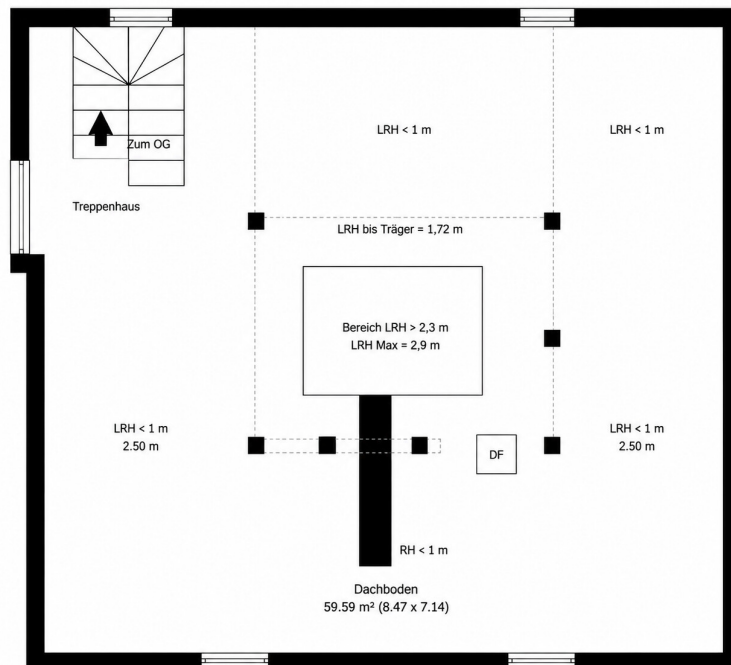 Zum OG
LRH < 1 m
LRH < 1 m
Treppenhaus
LRH bis Träger = 1,72 m
Bereich LRH > 2,3 m
LRH Max = 2,9 m
LRH < 1 m
2.50 m
LRH < 1 m
2.50 m
DF
RH < 1 m
Dachboden
59.59 m² (8.47 x 7.14)